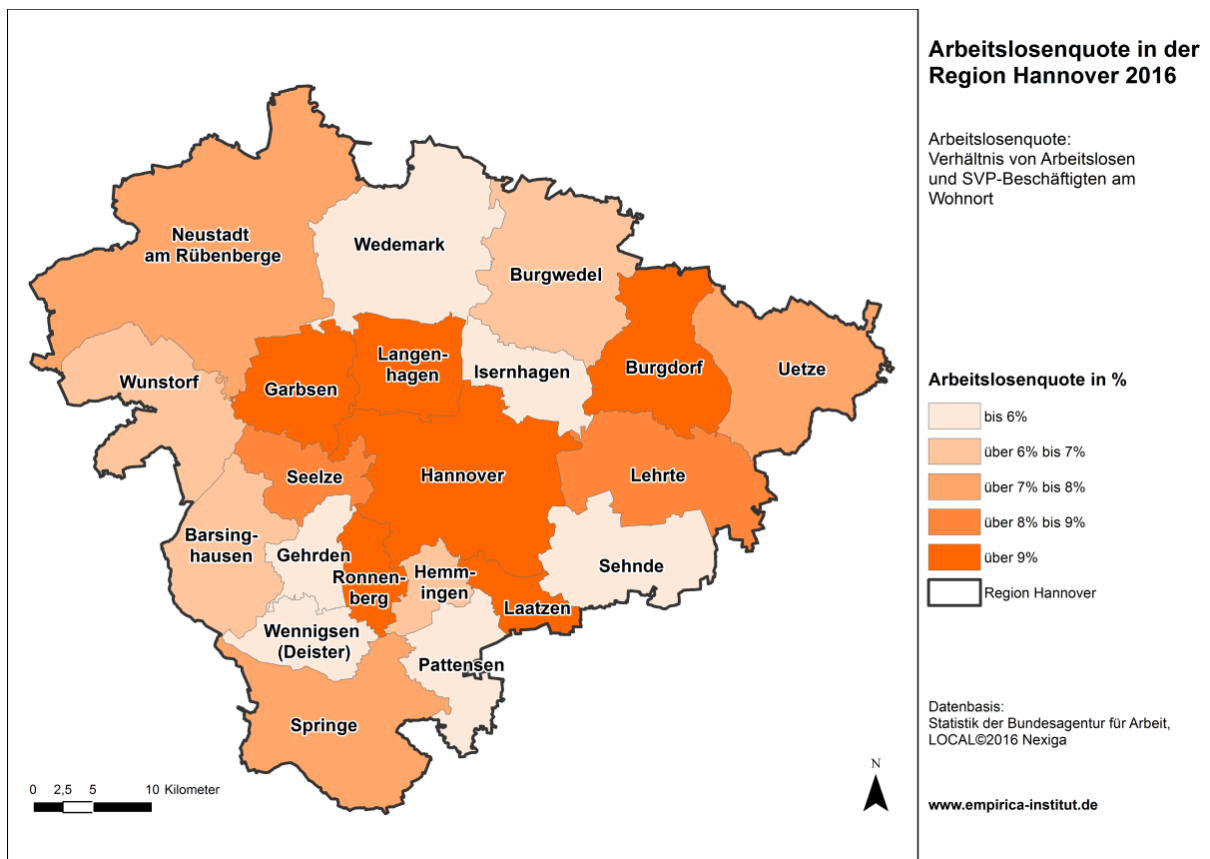 Arbeitslosenquote in der
Region Hannover 2016
Arbeitslosenquote:
Verhältnis von Arbeitslosen
und SVP-Beschäftigten am
Wohnort
Neustadt
am Rübenberge
Wedemark
Burgwedel
Wunstorf
Garbsen
Langen-
hagen
Isernhagen
Burgdorf
Uetze
Seelze
Hannover
Lehrte
Barsing-
hausen
Gehrden
Ronnen-
berg
Hemm-
ingen
Laatzen
Sehnde
Wennigsen
(Deister)
Pattensen
Springe
Arbeitslosenquote in %
bis 6%
über 6% bis 7%
über 7% bis 8%
über 8% bis 9%
über 9%
Region Hannover
Datenbasis:
Statistik der Bundesagentur für Arbeit,
LOCAL©2016 Nexiga
0 2,5 5 10 Kilometer
N
www.empirica-institut.de